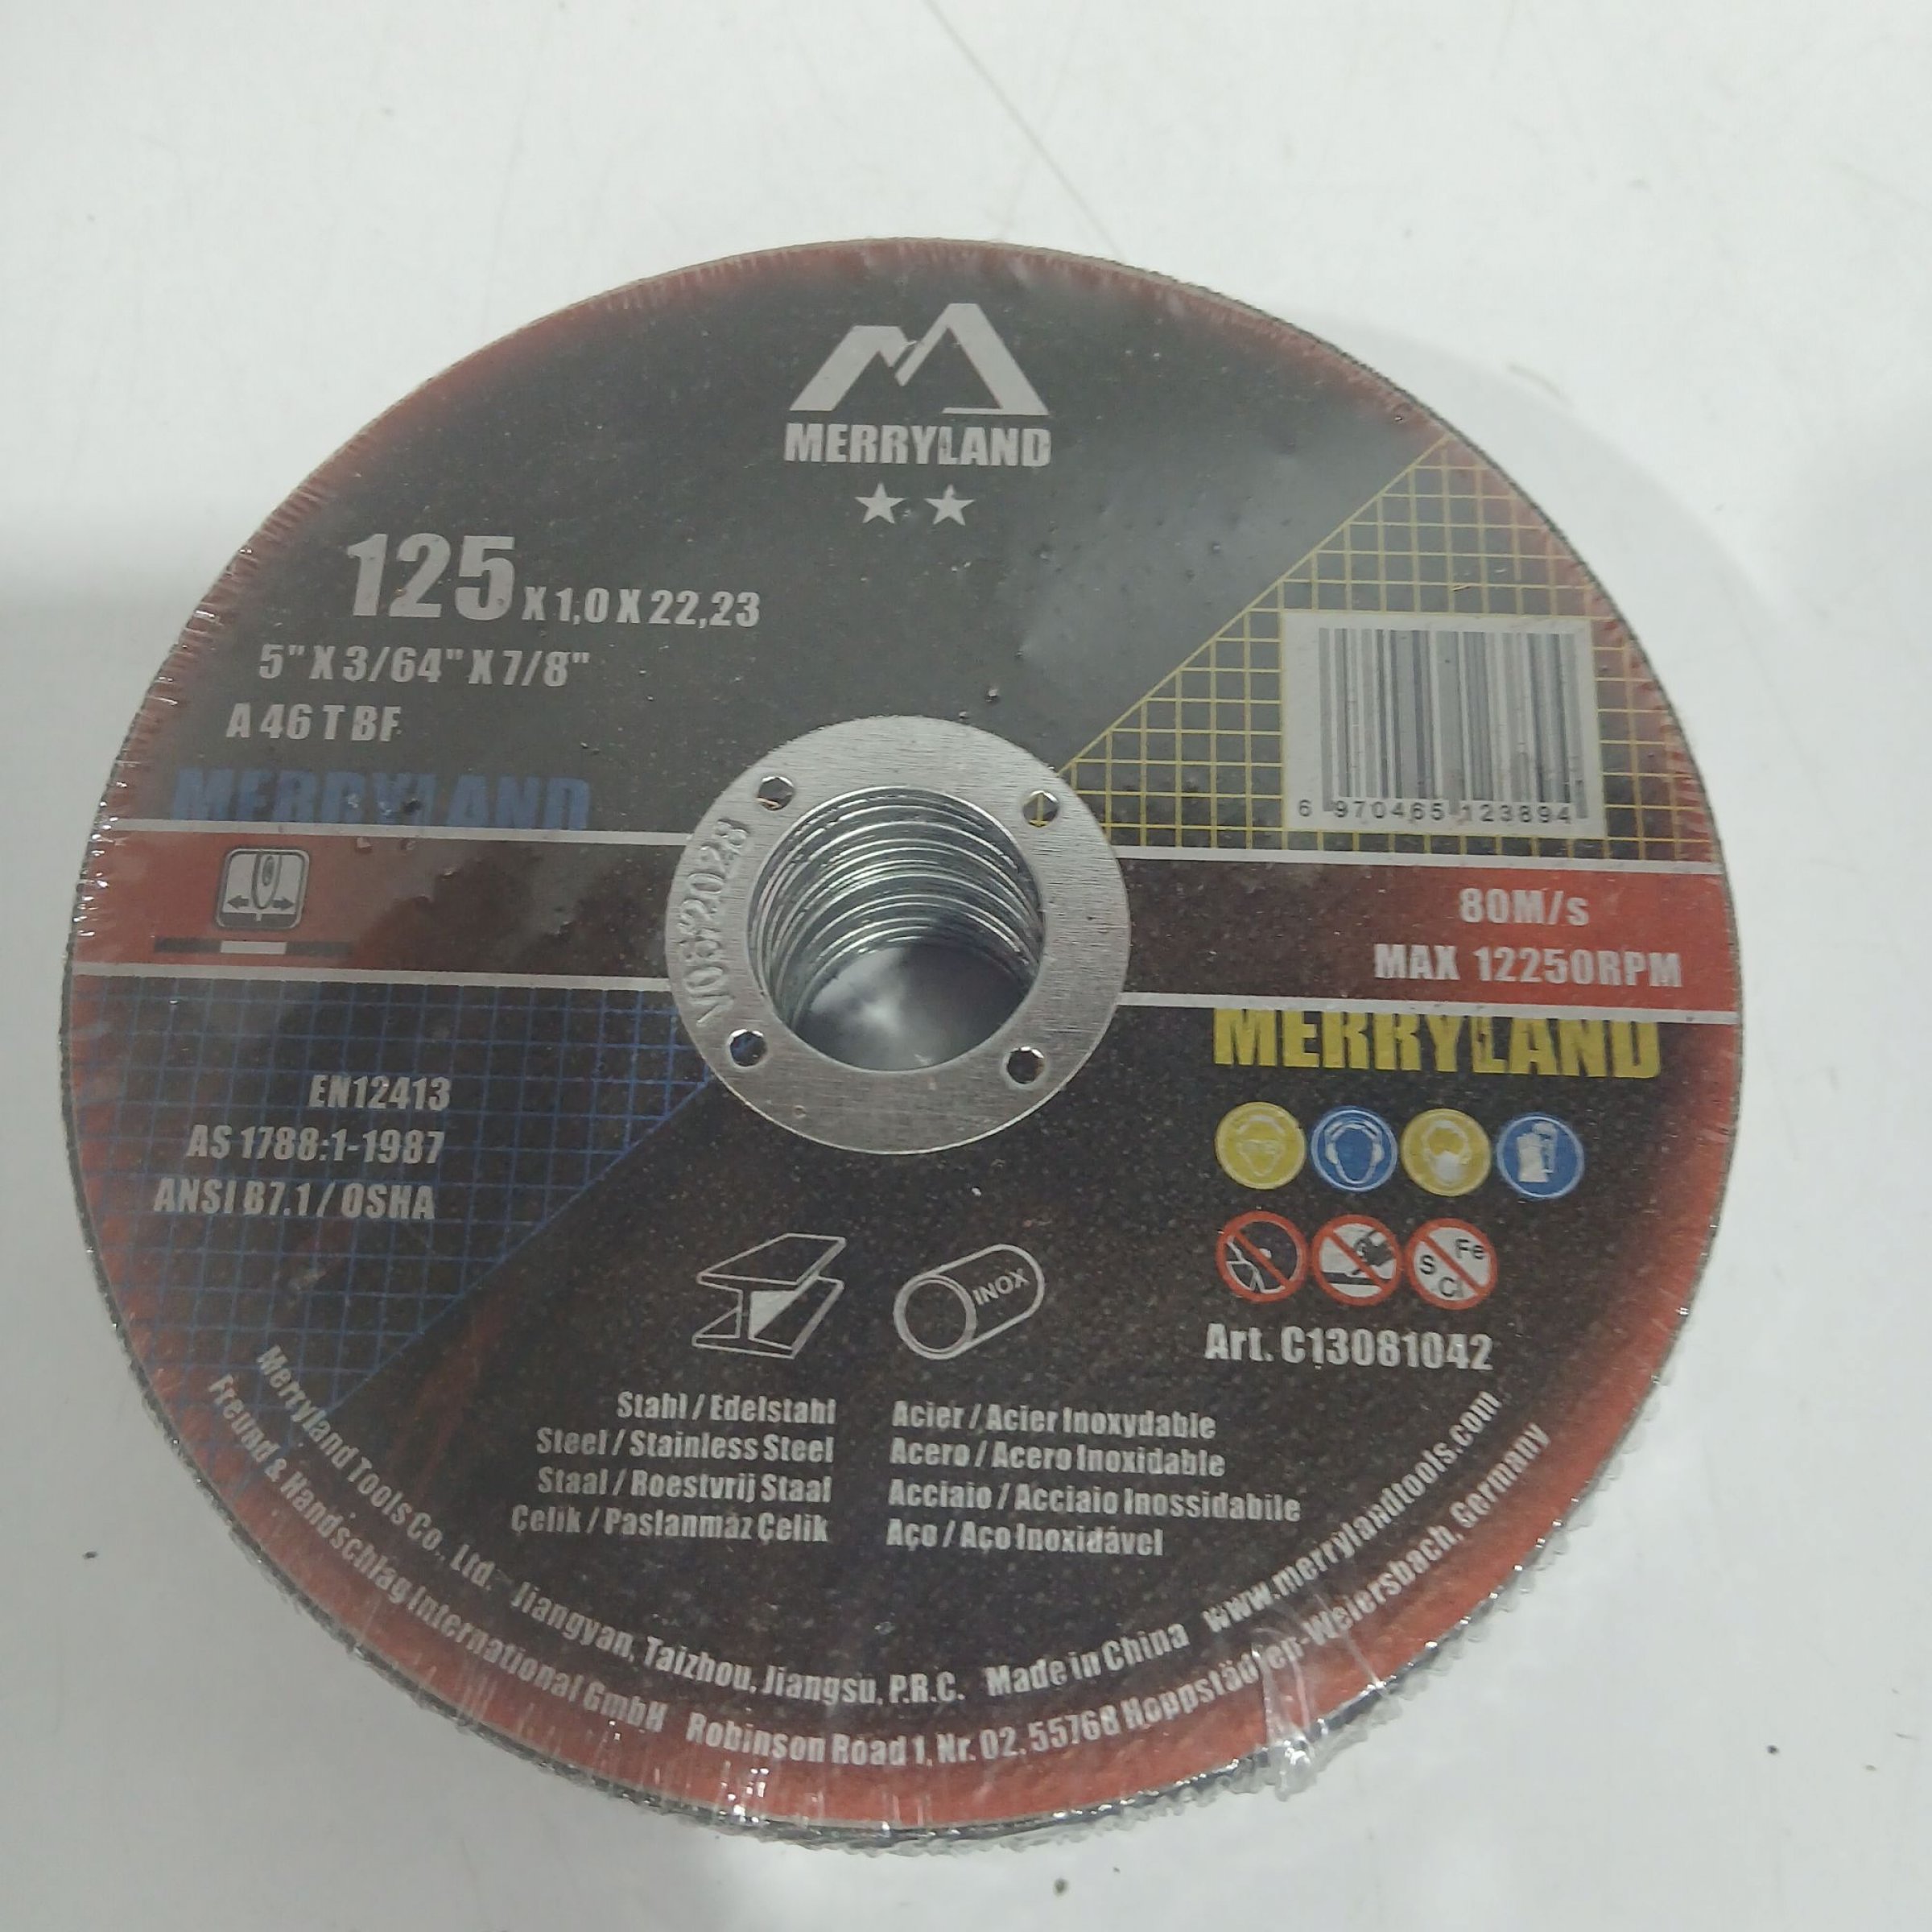 MERRYLAND
125 X 1,0 X 22,23
5" X 3/64" X 7/8"
A 46 T BF
MERRYLAND
6 970465 123894
80M/s
MAX 12250RPM
MERRYLAND
EN12413
AS 1788:1-1987
ANSI B7.1 / OSHA
INOX
Fe
S
Cl
Art. C13081042
Stahl / Edelstahl
Steel / Stainless Steel
Staal / Roestvrij Staal
Çelik / Paslanmaz Çelik
Acier / Acier Inoxydable
Acero / Acero Inoxidable
Acciaio / Acciaio Inossidabile
Aço / Aço Inoxidável
Merryland Tools Co., Ltd. Jiangyan, Taizhou, Jiangsu, P.R.C. Made in China www.merrylandtools.com
Freund & Handschlag International GmbH Robinson Road 1, Nr. 02, 55768 Hoppstädten-Weiersbach, Germany